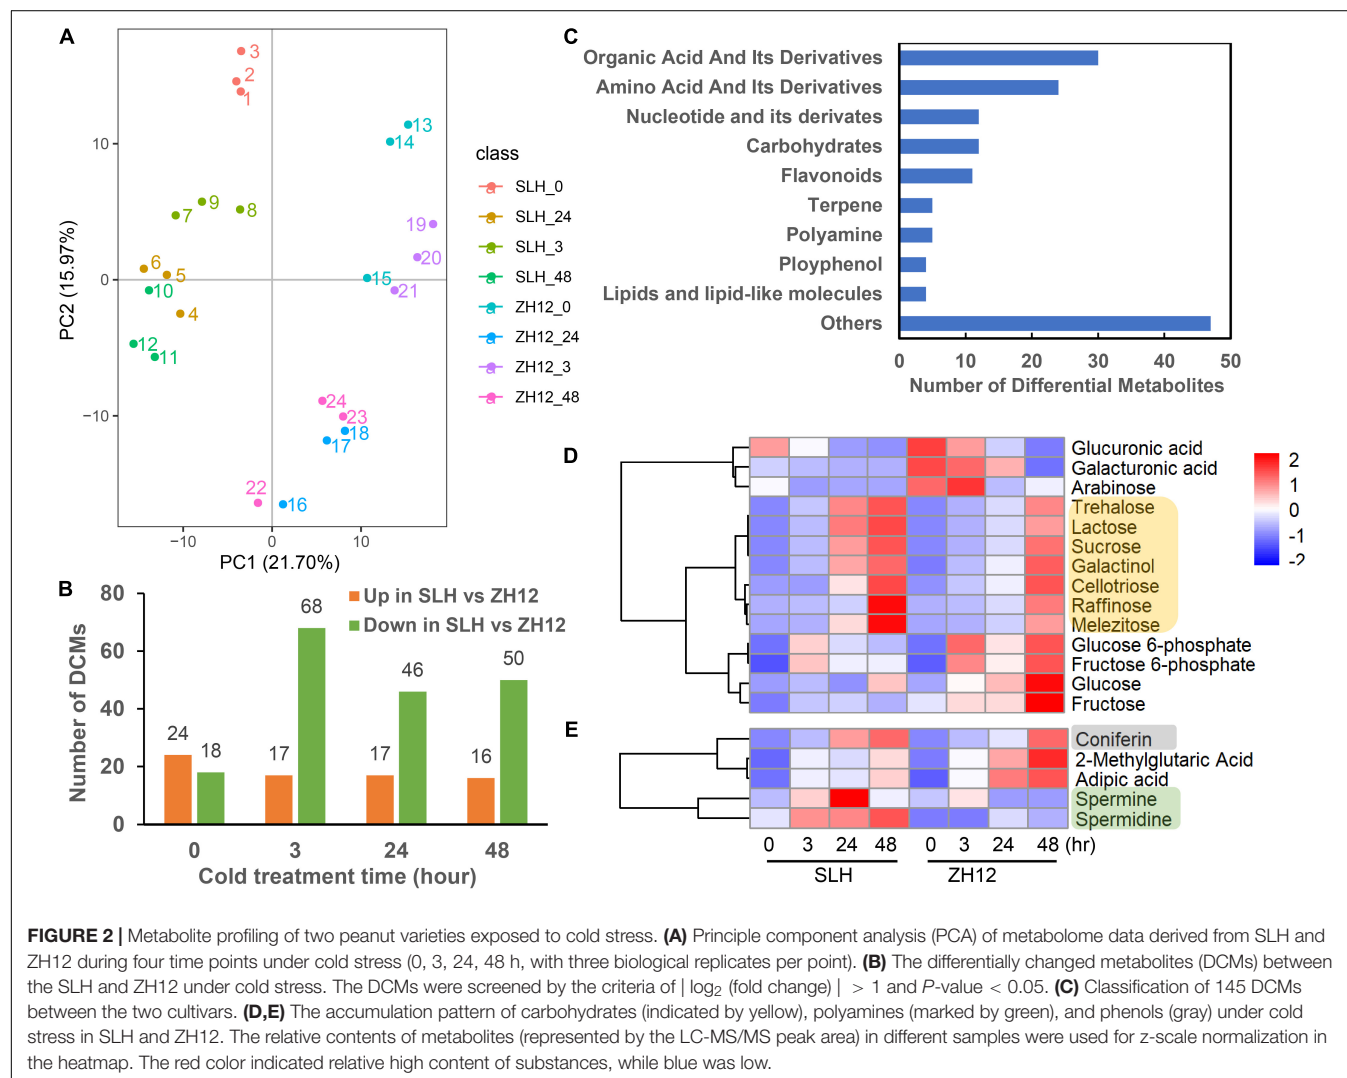 A
3
2
1
13
14
9
7
8
19
20
6
5
15
10
21
4
12
11
24
23
18
17
22
16
10
0
−10
−10
0
10
PC2 (15.97%)
PC1 (21.70%)
class
a SLH_0
a SLH_24
a SLH_3
a SLH_48
a ZH12_0
a ZH12_24
a ZH12_3
a ZH12_48
B
Up in SLH vs ZH12
Down in SLH vs ZH12
Number of DCMs
80
60
40
20
0
24
18
17
68
17
46
16
50
0 3 24 48
Cold treatment time (hour)
C
Organic Acid And Its Derivatives
Amino Acid And Its Derivatives
Nucleotide and its derivates
Carbohydrates
Flavonoids
Terpene
Polyamine
Ployphenol
Lipids and lipid-like molecules
Others
0 10 20 30 40 50
Number of Differential Metabolites
D
Glucuronic acid
Galacturonic acid
Arabinose
Trehalose
Lactose
Sucrose
Galactinol
Cellotriose
Raffinose
Melezitose
Glucose 6-phosphate
Fructose 6-phosphate
Glucose
Fructose
2
1
0
-1
-2
E
Coniferin
2-Methylglutaric Acid
Adipic acid
Spermine
Spermidine
0 3 24 48 0 3 24 48 (hr)
SLH ZH12
FIGURE 2 | Metabolite profiling of two peanut varieties exposed to cold stress. (A) Principle component analysis (PCA) of metabolome data derived from SLH and
ZH12 during four time points under cold stress (0, 3, 24, 48 h, with three biological replicates per point). (B) The differentially changed metabolites (DCMs) between
the SLH and ZH12 under cold stress. The DCMs were screened by the criteria of | log2 (fold change) | > 1 and P-value < 0.05. (C) Classification of 145 DCMs
between the two cultivars. (D,E) The accumulation pattern of carbohydrates (indicated by yellow), polyamines (marked by green), and phenols (gray) under cold
stress in SLH and ZH12. The relative contents of metabolites (represented by the LC-MS/MS peak area) in different samples were used for z-scale normalization in
the heatmap. The red color indicated relative high content of substances, while blue was low.